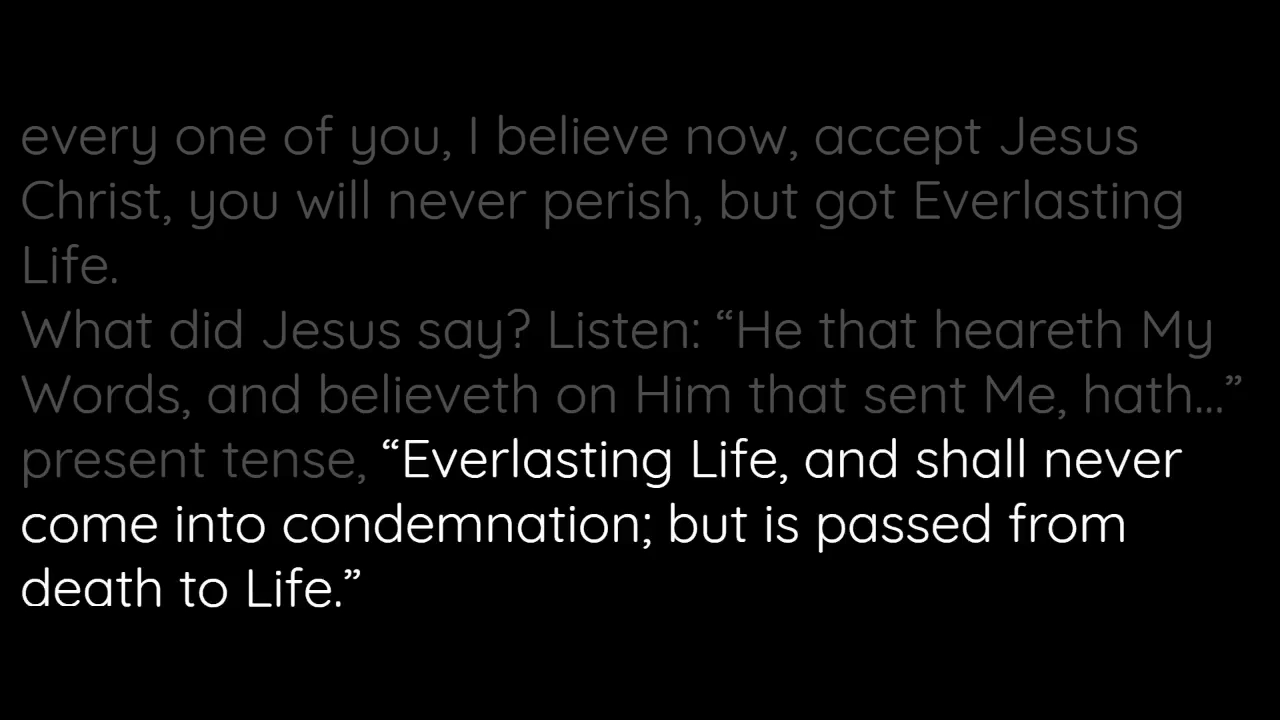 every one of you, I believe now, accept Jesus
Christ, you will never perish, but got Everlasting
Life.
What did Jesus say? Listen: “He that heareth My
Words, and believeth on Him that sent Me, hath...”
present tense, “Everlasting Life, and shall never
come into condemnation; but is passed from
death to Life.”